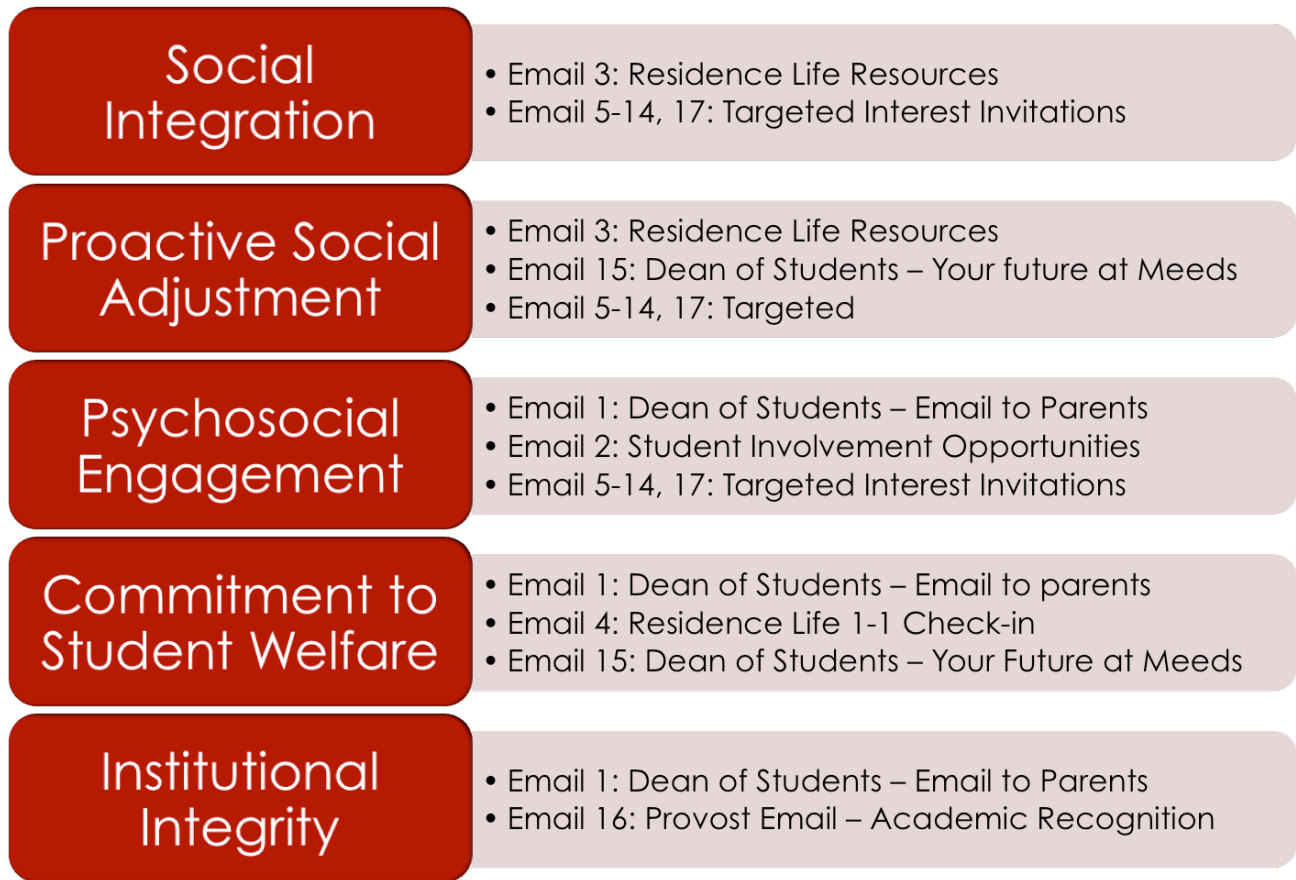 Social
Integration
• Email 3: Residence Life Resources
• Email 5-14, 17: Targeted Interest Invitations
Proactive Social
Adjustment
• Email 3: Residence Life Resources
• Email 15: Dean of Students – Your future at Meeds
• Email 5-14, 17: Targeted
Psychosocial
Engagement
• Email 1: Dean of Students – Email to Parents
• Email 2: Student Involvement Opportunities
• Email 5-14, 17: Targeted Interest Invitations
Commitment to
Student Welfare
• Email 1: Dean of Students – Email to parents
• Email 4: Residence Life 1-1 Check-in
• Email 15: Dean of Students – Your Future at Meeds
Institutional
Integrity
• Email 1: Dean of Students – Email to Parents
• Email 16: Provost Email – Academic Recognition